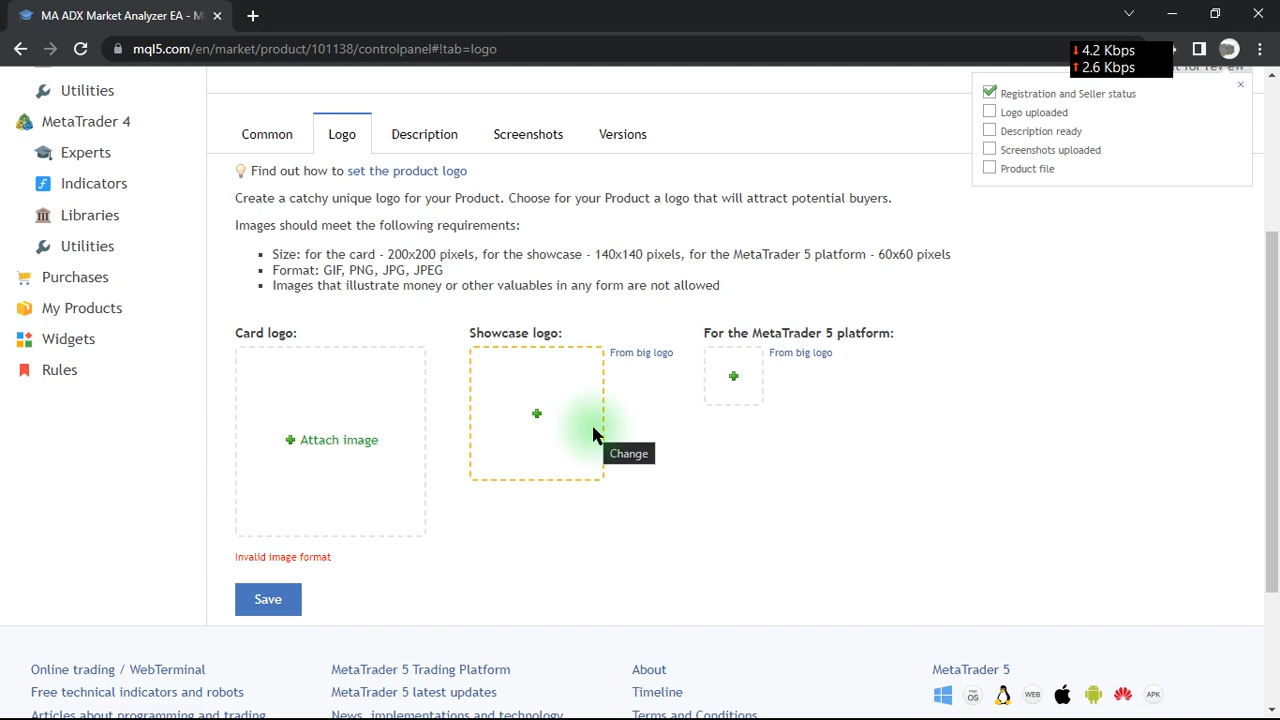 MA ADX Market Analyzer EA - M
mql5.com/en/market/product/101138/controlpanel#!tab=logo
4.2 Kbps
2.6 Kbps
for review
Utilities
Registration and Seller status
Logo uploaded
Description ready
Screenshots uploaded
Product file
MetaTrader 4
Experts
Indicators
Libraries
Utilities
Purchases
My Products
Widgets
Rules
Common Logo Description Screenshots Versions
Find out how to set the product logo
Create a catchy unique logo for your Product. Choose for your Product a logo that will attract potential buyers.
Images should meet the following requirements:
Size: for the card - 200x200 pixels, for the showcase - 140x140 pixels, for the MetaTrader 5 platform - 60x60 pixels
Format: GIF, PNG, JPG, JPEG
Images that illustrate money or other valuables in any form are not allowed
Card logo: Showcase logo: For the MetaTrader 5 platform:
From big logo From big logo
Attach image
Change
Invalid image format
Save
Online trading / WebTerminal
Free technical indicators and robots
Articles about programming and trading
MetaTrader 5 Trading Platform
MetaTrader 5 latest updates
News, implementations and technology
About
Timeline
Terms and Conditions
MetaTrader 5
mac OS WEB APK